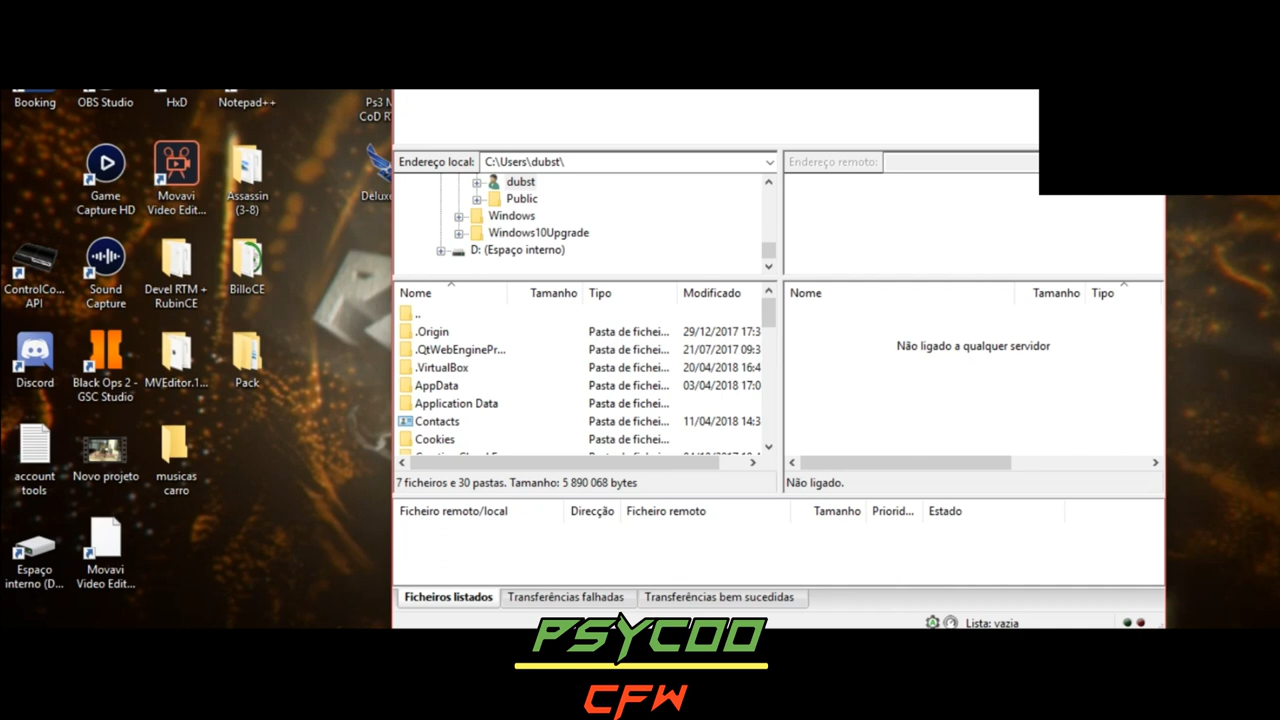 Booking
OBS Studio
HxD
Notepad++
Ps3 M
CoD RT
Game
Capture HD
Movavi
Video Edit...
Assassin
(3-8)
Deluxe
ControlCo...
API
Sound
Capture
Devel RTM +
RubinCE
BilloCE
Discord
Black Ops 2 -
GSC Studio
MVEditor.1...
Pack
account
tools
Novo projeto
musicas
carro
Espaço
interno (D...
Movavi
Video Edit...
Endereço local: C:\Users\dubst\
Endereço remoto:
dubst
Public
Windows
Windows10Upgrade
D: (Espaço interno)
Nome Tamanho Tipo Modificado
..
.Origin Pasta de fichei... 29/12/2017 17:3
.QtWebEnginePr... Pasta de fichei... 21/07/2017 09:3
.VirtualBox Pasta de fichei... 20/04/2018 16:4
AppData Pasta de fichei... 03/04/2018 17:0
Application Data Pasta de fichei...
Contacts Pasta de fichei... 11/04/2018 14:3
Cookies Pasta de fichei...
7 ficheiros e 30 pastas. Tamanho: 5 890 068 bytes
Nome Tamanho Tipo
Não ligado a qualquer servidor
Não ligado.
Ficheiro remoto/local Direcção Ficheiro remoto Tamanho Priorid... Estado
Ficheiros listados Transferências falhadas Transferências bem sucedidas
Lista: vazia
PSYCOO
CFW